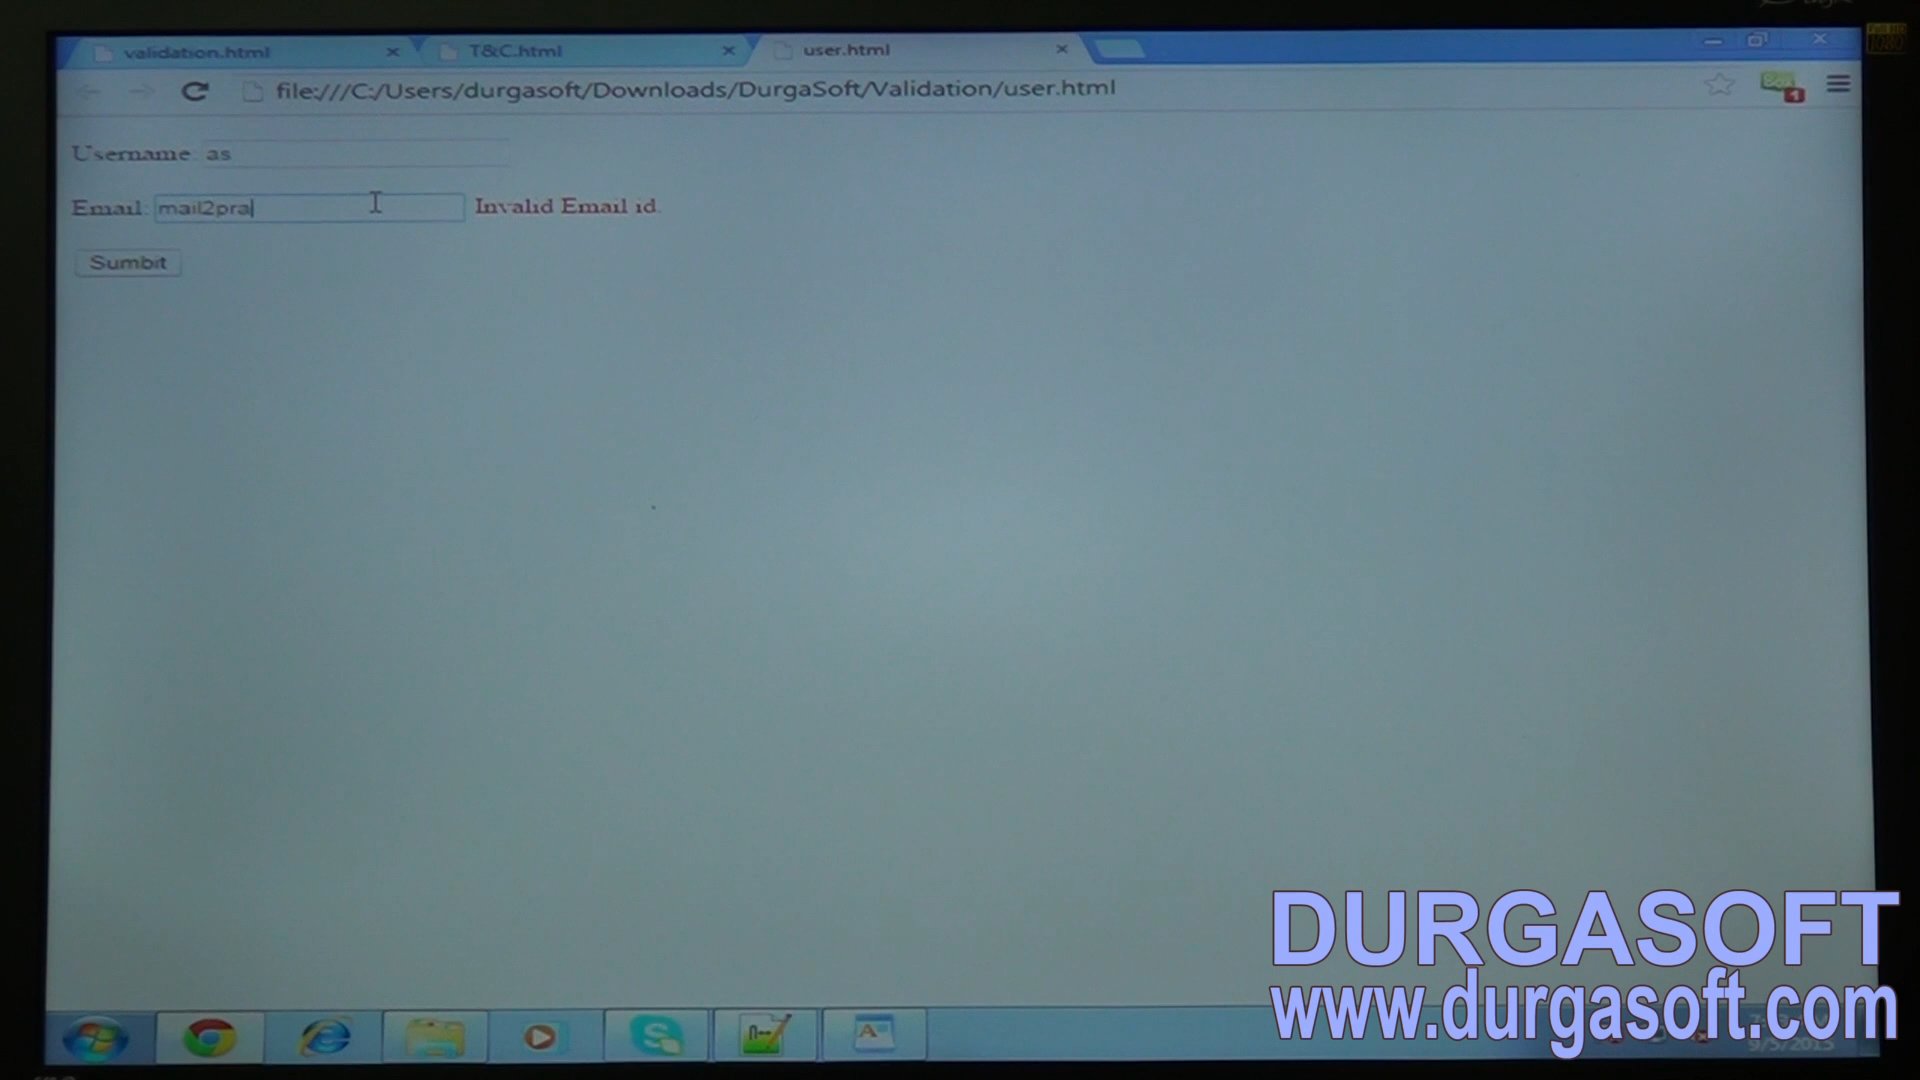 validation.html
T&C.html
user.html
file:///C:/Users/durgasoft/Downloads/DurgaSoft/Validation/user.html
1
Username: as
Email: mail2pra
Invalid Email id.
Sumbit
A
DURGASOFT
www.durgasoft.com